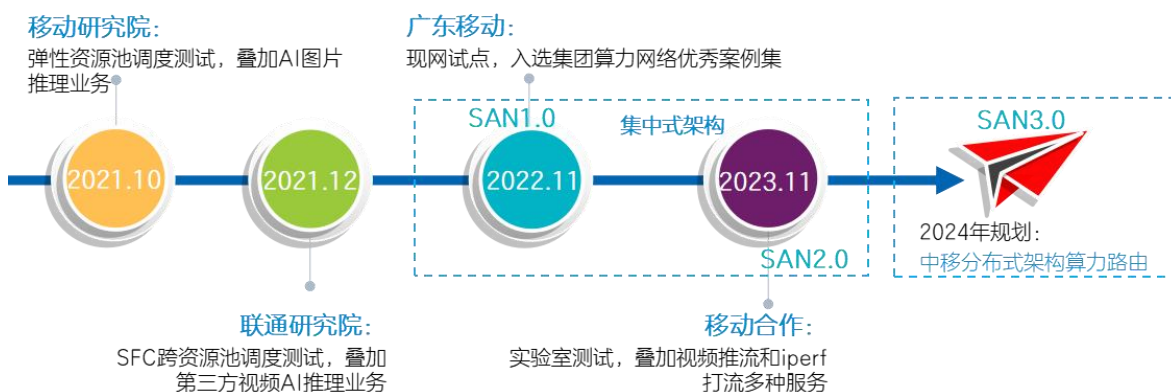 移动研究院：
弹性资源池调度测试，叠加AI图片
推理业务
广东移动：
现网试点，入选集团算力网络优秀案例集
SAN1.0
集中式架构
SAN3.0
2021.10
2021.12
2022.11
2023.11
SAN2.0
2024年规划：
中移分布式架构算力路由
联通研究院：
SFC跨资源池调度测试，叠加
第三方视频AI推理业务
移动合作：
实验室测试，叠加视频推流和iperf
打流多种服务